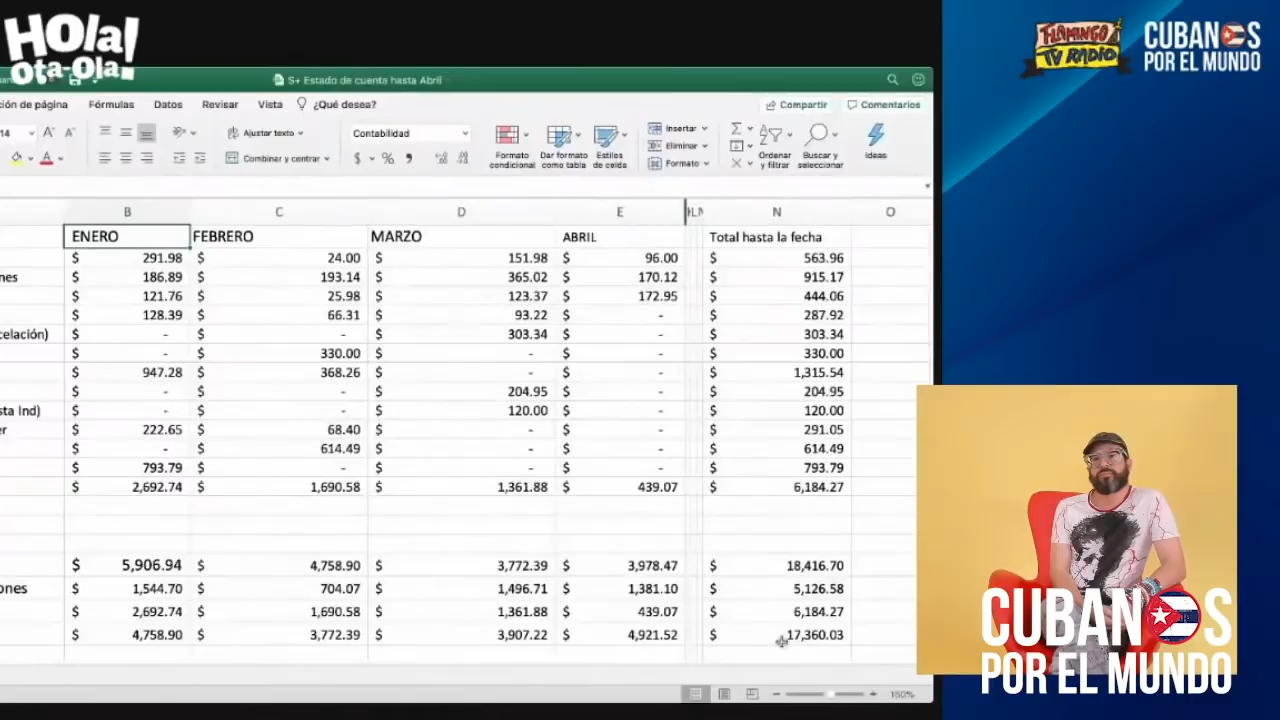 HOla!
Ota-Ola!
FLAMINGO
TV RADIO
CUBANOS
POR EL MUNDO
S+ Estado de cuenta hasta Abril
ción de página Fórmulas Datos Revisar Vista ¿Qué desea? Compartir Comentarios
14 Ajustar texto Contabilidad Insertar
Combinar y centrar $ % Formato condicional Dar formato como tabla Estilos de celda Eliminar Formato Ordenar y filtrar Buscar y seleccionar Ideas
B C D E N O
ENERO FEBRERO MARZO ABRIL Total hasta la fecha
$ 291.98 $ 24.00 $ 151.98 $ 96.00 $ 563.96
nes $ 186.89 $ 193.14 $ 365.02 $ 170.12 $ 915.17
$ 121.76 $ 25.98 $ 123.37 $ 172.95 $ 444.06
$ 128.39 $ 66.31 $ 93.22 $ - $ 287.92
celación) $ - $ - $ 303.34 $ - $ 303.34
$ - $ 330.00 $ - $ - $ 330.00
$ 947.28 $ 368.26 $ - $ - $ 1,315.54
$ - $ - $ 204.95 $ - $ 204.95
sta Ind) $ - $ - $ 120.00 $ - $ 120.00
er $ 222.65 $ 68.40 $ - $ - $ 291.05
$ - $ 614.49 $ - $ - $ 614.49
$ 793.79 $ - $ - $ - $ 793.79
$ 2,692.74 $ 1,690.58 $ 1,361.88 $ 439.07 $ 6,184.27
$ 5,906.94 $ 4,758.90 $ 3,772.39 $ 3,978.47 $ 18,416.70
ones $ 1,544.70 $ 704.07 $ 1,496.71 $ 1,381.10 $ 5,126.58
$ 2,692.74 $ 1,690.58 $ 1,361.88 $ 439.07 $ 6,184.27
$ 4,758.90 $ 3,772.39 $ 3,907.22 $ 4,921.52 $ 17,360.03
160%
CUBANOS
POR EL MUNDO